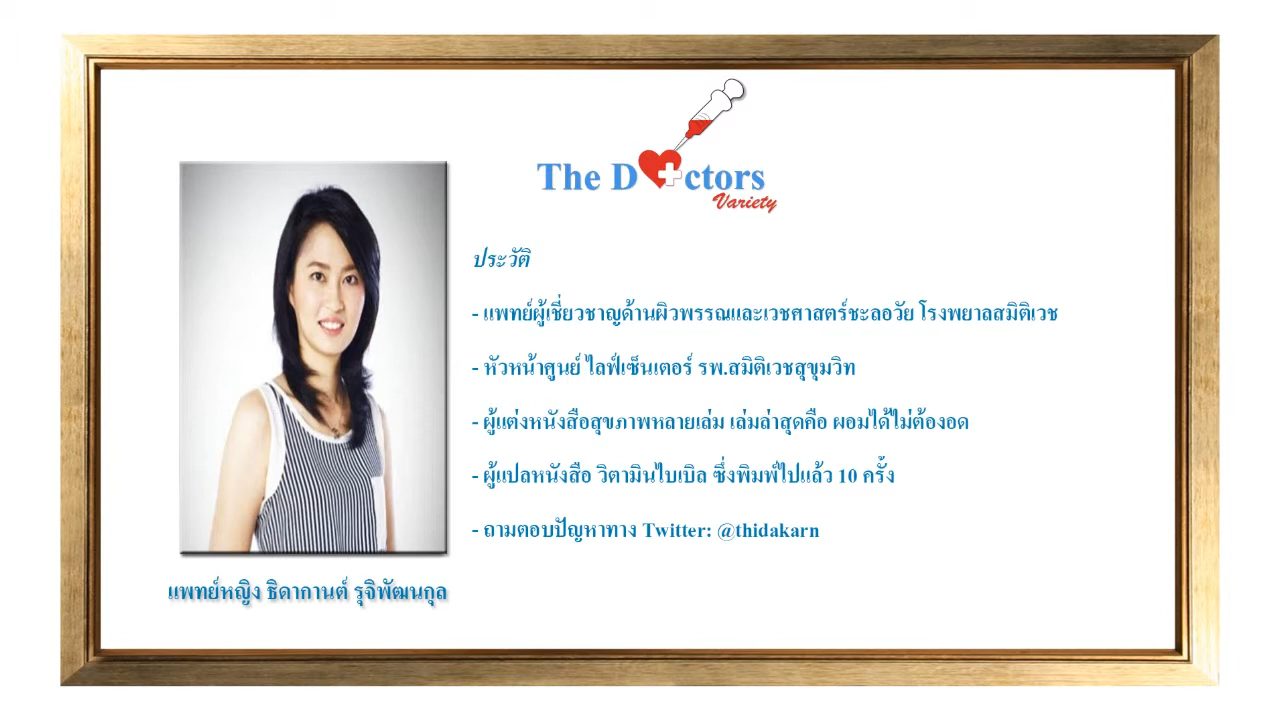 The Doctors
Variety
ประวัติ
- แพทย์ผู้เชี่ยวชาญด้านผิวพรรณและเวชศาสตร์ชะลอวัย โรงพยาลสมิติเวช
- หัวหน้าศูนย์ ไลฟ์เซ็นเตอร์ รพ.สมิติเวชสุขุมวิท
- ผู้แต่งหนังสือสุขภาพหลายเล่ม เล่มล่าสุดคือ ผอมได้ไม่ต้องอด
- ผู้แปลหนังสือ วิตามินไบเบิล ซึ่งพิมพ์ไปแล้ว 10 ครั้ง
- ถามตอบปัญหาทาง Twitter: @thidakarn
แพทย์หญิง ธิดากานต์ รุจิพัฒนกุล